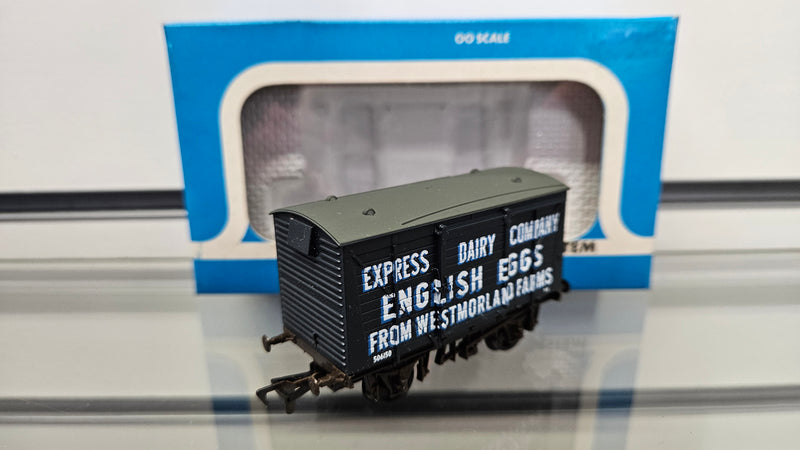 OO SCALE
EXPRESS DAIRY COMPANY
ENGLISH EGGS
FROM WESTMORLAND FARMS
506150